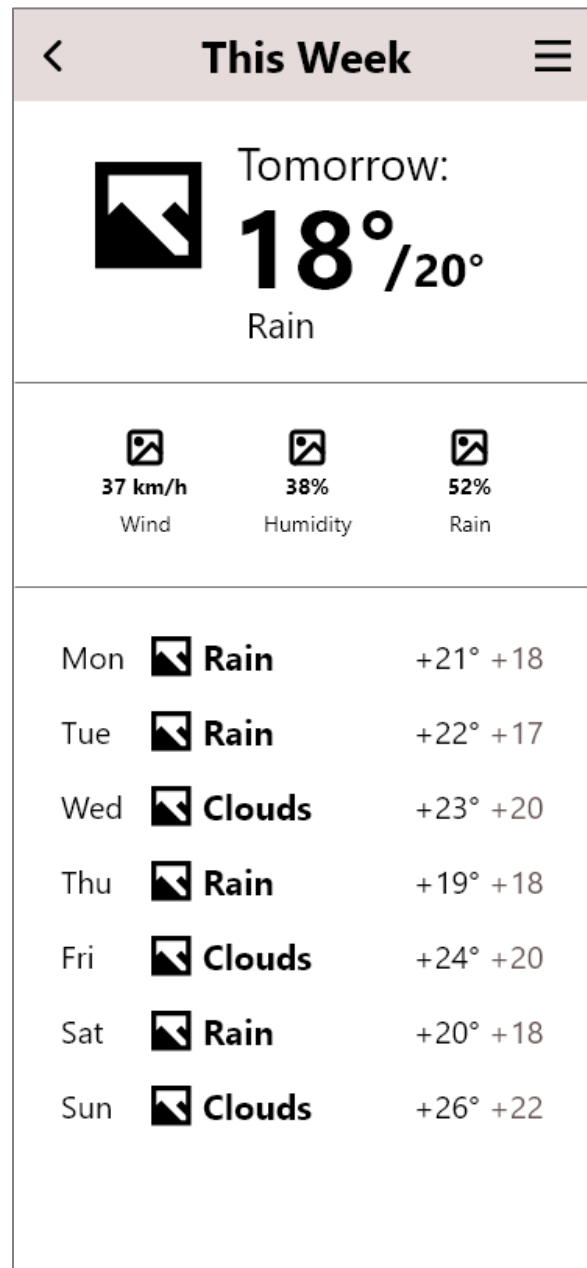 This Week
Tomorrow:
18°/20°
Rain
37 km/h 38% 52%
Wind Humidity Rain
Mon Rain +21° +18
Tue Rain +22° +17
Wed Clouds +23° +20
Thu Rain +19° +18
Fri Clouds +24° +20
Sat Rain +20° +18
Sun Clouds +26° +22